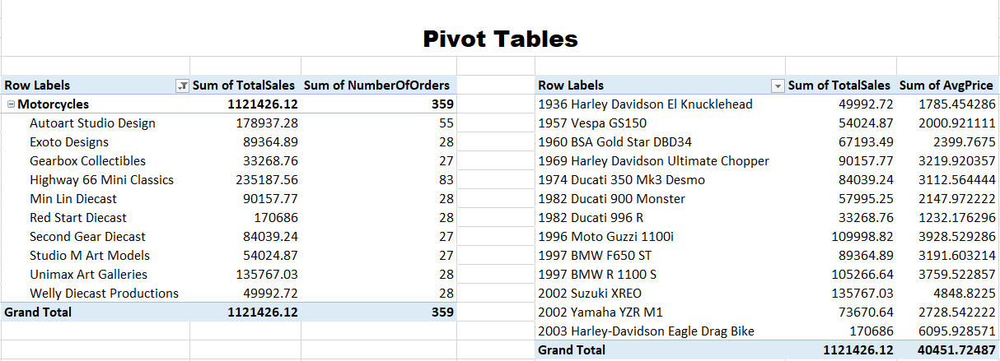 Pivot Tables
Row Labels Sum of TotalSales Sum of NumberOfOrders
Motorcycles 1121426.12 359
Autoart Studio Design 178937.28 55
Exoto Designs 89364.89 28
Gearbox Collectibles 33268.76 27
Highway 66 Mini Classics 235187.56 83
Min Lin Diecast 90157.77 28
Red Start Diecast 170686 28
Second Gear Diecast 84039.24 27
Studio M Art Models 54024.87 27
Unimax Art Galleries 135767.03 28
Welly Diecast Productions 49992.72 28
Grand Total 1121426.12 359
Row Labels Sum of TotalSales Sum of AvgPrice
1936 Harley Davidson El Knucklehead 49992.72 1785.454286
1957 Vespa GS150 54024.87 2000.921111
1960 BSA Gold Star DBD34 67193.49 2399.7675
1969 Harley Davidson Ultimate Chopper 90157.77 3219.920357
1974 Ducati 350 Mk3 Desmo 84039.24 3112.564444
1982 Ducati 900 Monster 57995.25 2147.972222
1982 Ducati 996 R 33268.76 1232.176296
1996 Moto Guzzi 1100i 109998.82 3928.529286
1997 BMW F650 ST 89364.89 3191.603214
1997 BMW R 1100 S 105266.64 3759.522857
2002 Suzuki XREO 135767.03 4848.8225
2002 Yamaha YZR M1 73670.64 2728.542222
2003 Harley-Davidson Eagle Drag Bike 170686 6095.928571
Grand Total 1121426.12 40451.72487